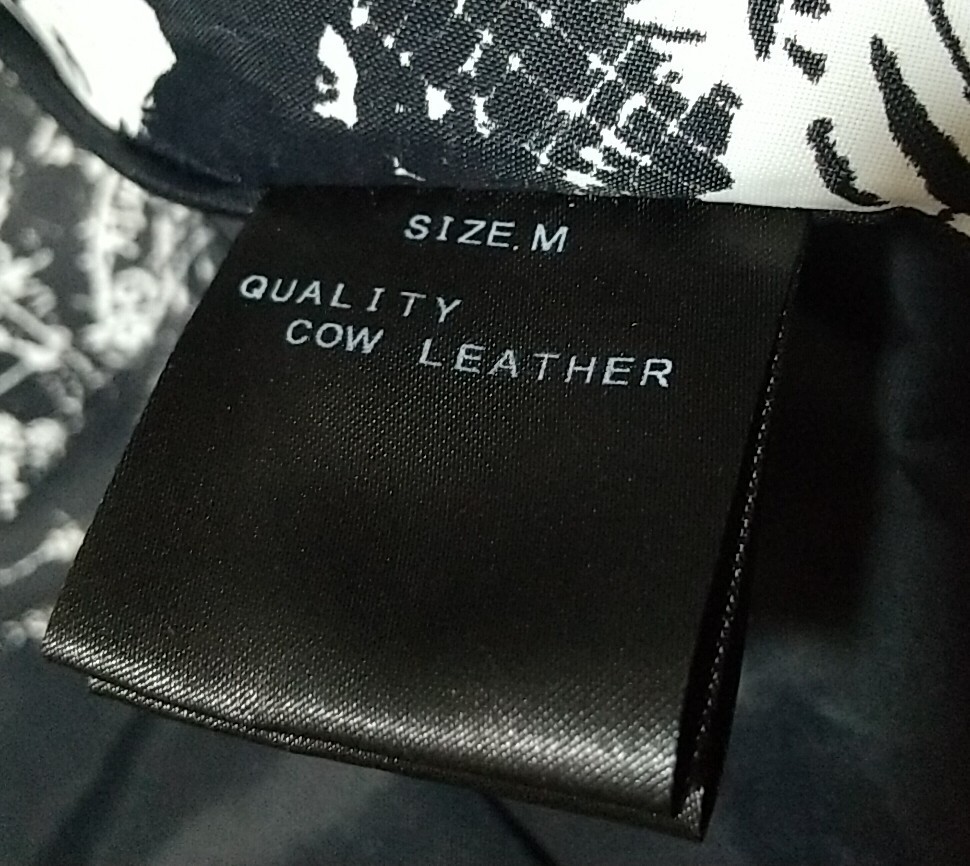 SIZE. M
QUALITY
COW LEATHER